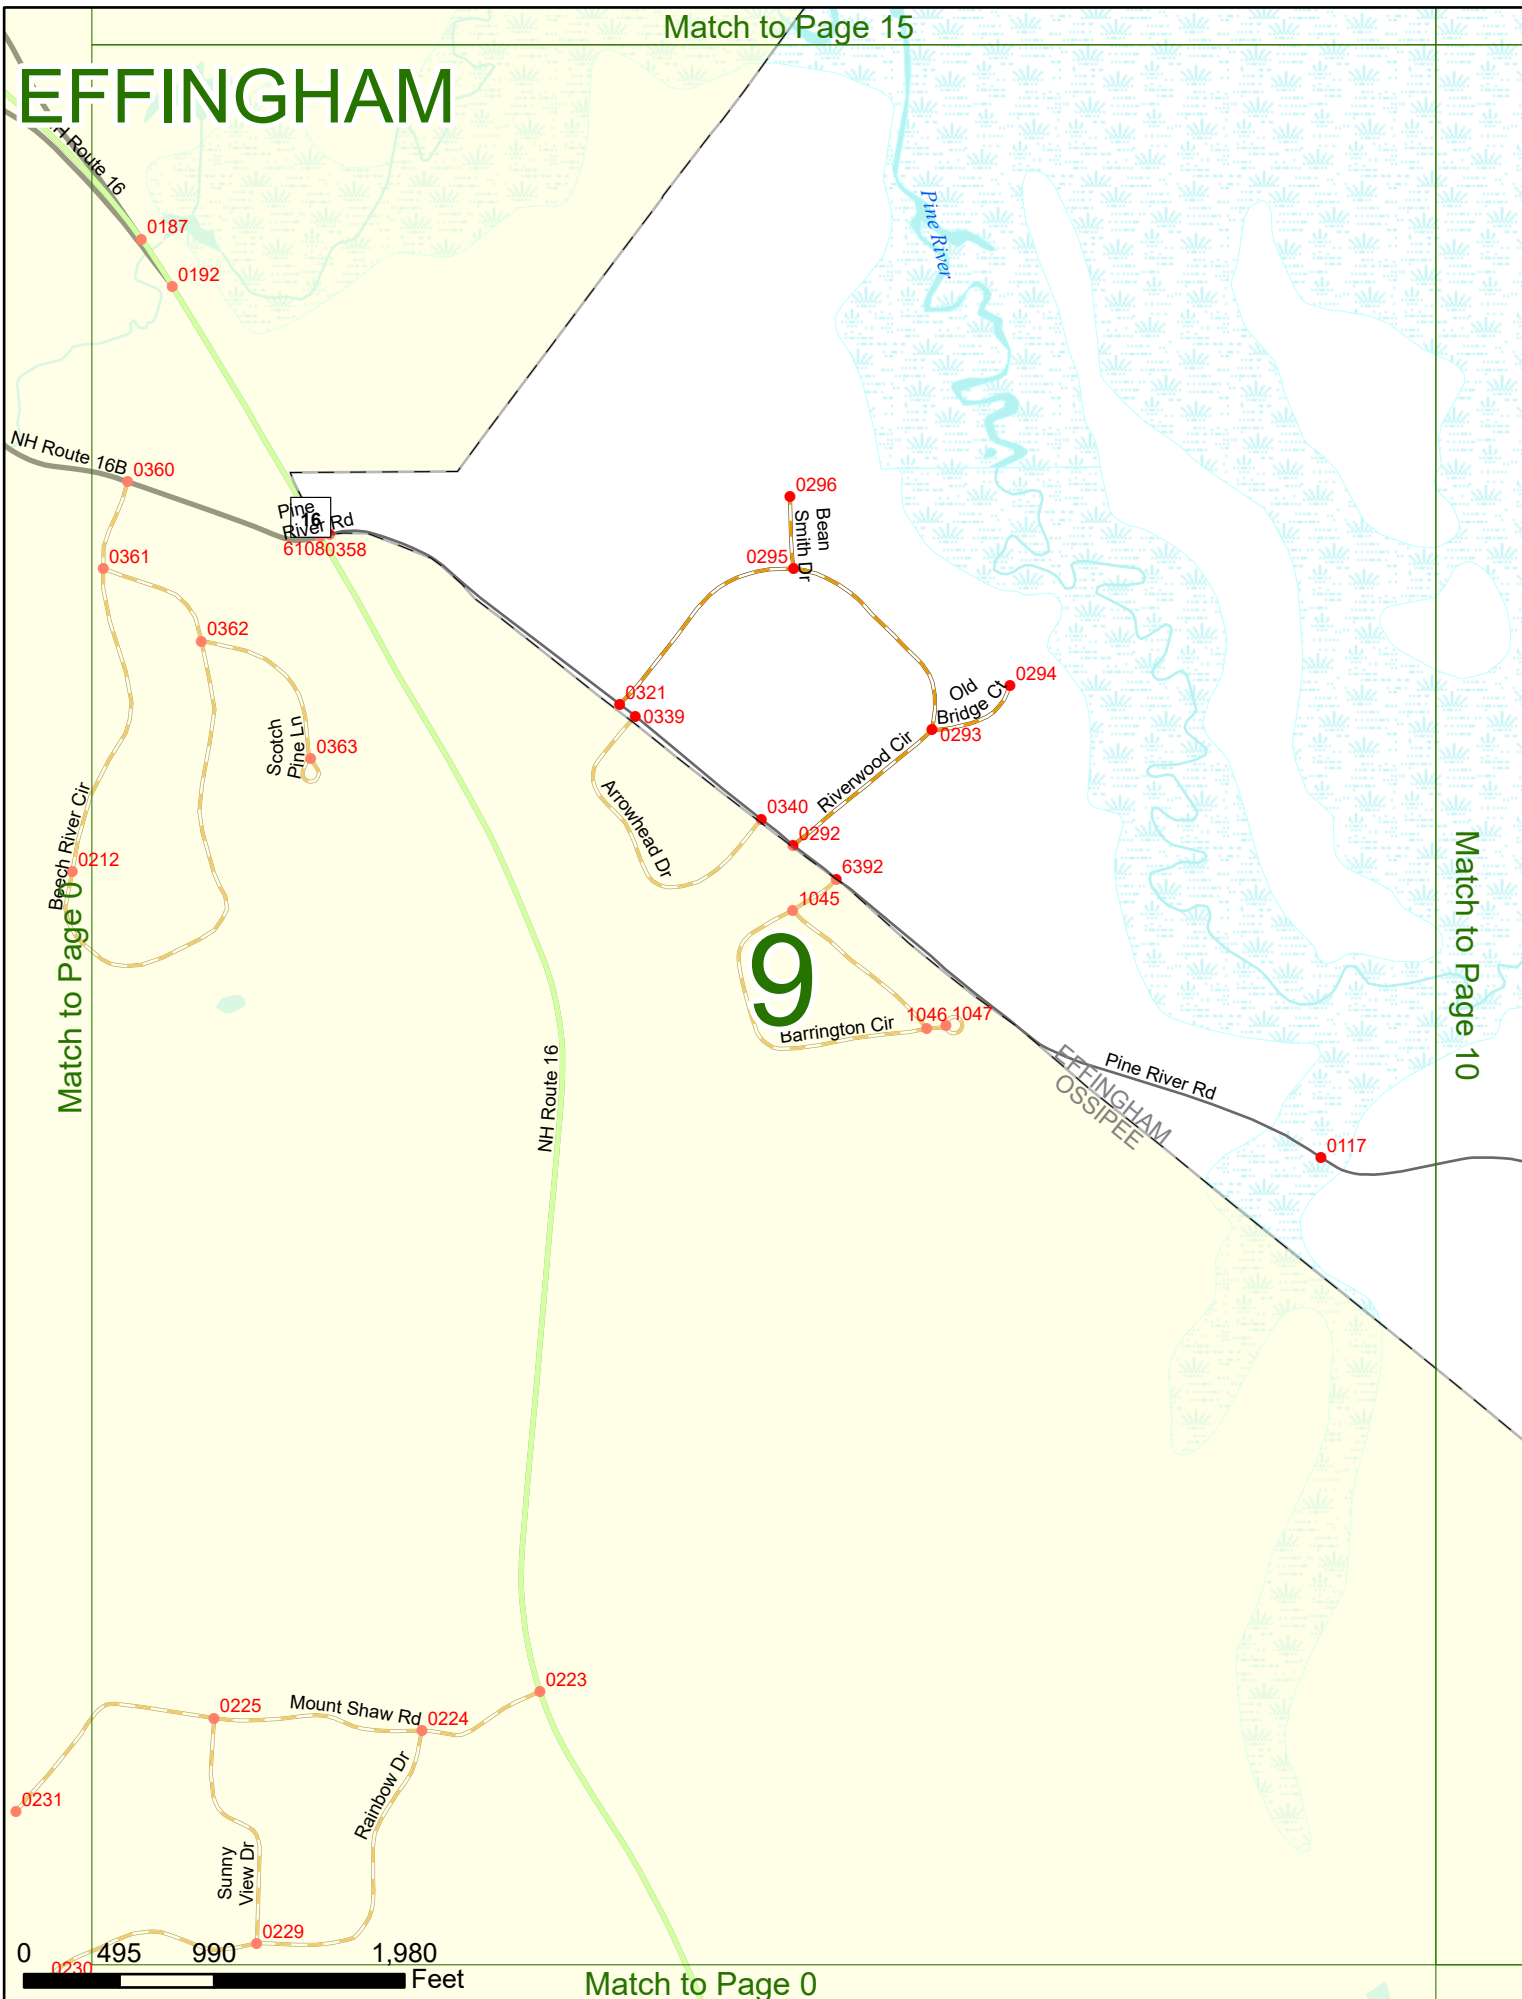 Match to Page 15
EFFINGHAM
H Route 16
0187
Pine River
0192
NH Route 16B
0360
0296
Pine
River Rd
16
6108
0358
Bean
Smith Dr
0295
0361
0362
0294
Old
Bridge Ct
0321
0339
0293
Scotch
Pine Ln
0363
Riverwood Cir
Arrowhead Dr
0340
0292
Beech River Cir
0212
6392
Match to Page 0
1045
9
Match to Page 10
1046
1047
Barrington Cir
NH Route 16
EFFINGHAM
OSSIPEE
Pine River Rd
0117
0223
0225
Mount Shaw Rd
0224
Rainbow Dr
0231
Sunny
View Dr
0229
0230
0 495 990 1,980
Feet
Match to Page 0